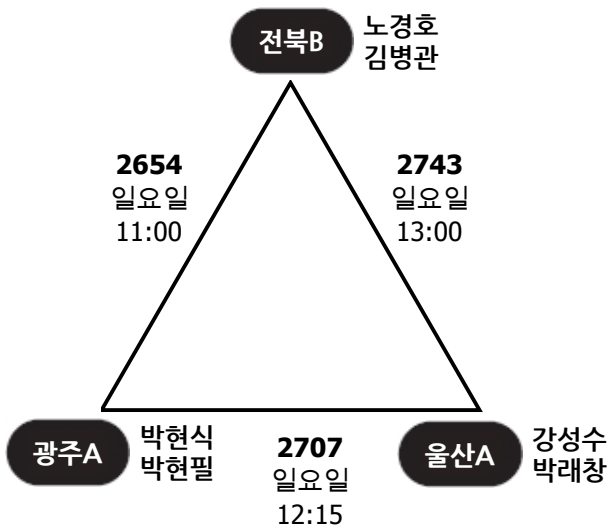 전북B
노경호
김병관
2654
일요일
11:00
2743
일요일
13:00
광주A
박현식
박현필
2707
일요일
12:15
울산A
강성수
박래창